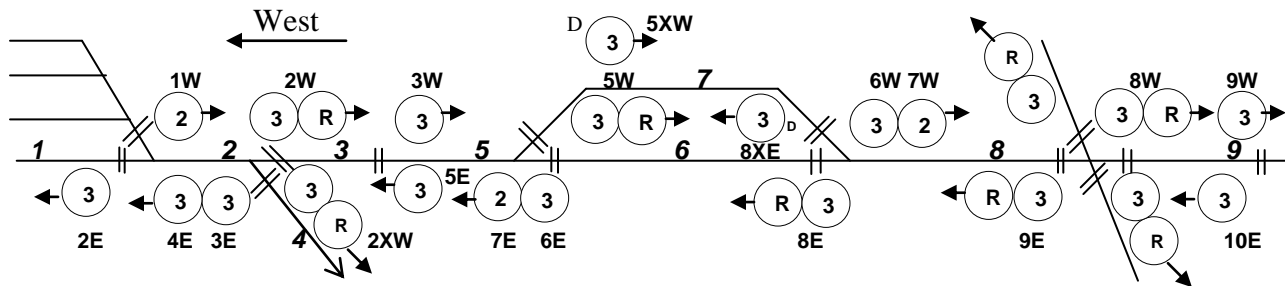 D 3 5XW
West
1W 2W 3W 5W 7 6W 7W 8W 9W
R 3
2 3 R 3 3 R 3 D 3 2 3 R 3
8XE
1 2 3 5 6 8 9
3 3 3 3 R 3 5E 2 3 R 3 R 3 3 R 3
2E 4E 3E 4 2XW 7E 6E 8E 9E 10E